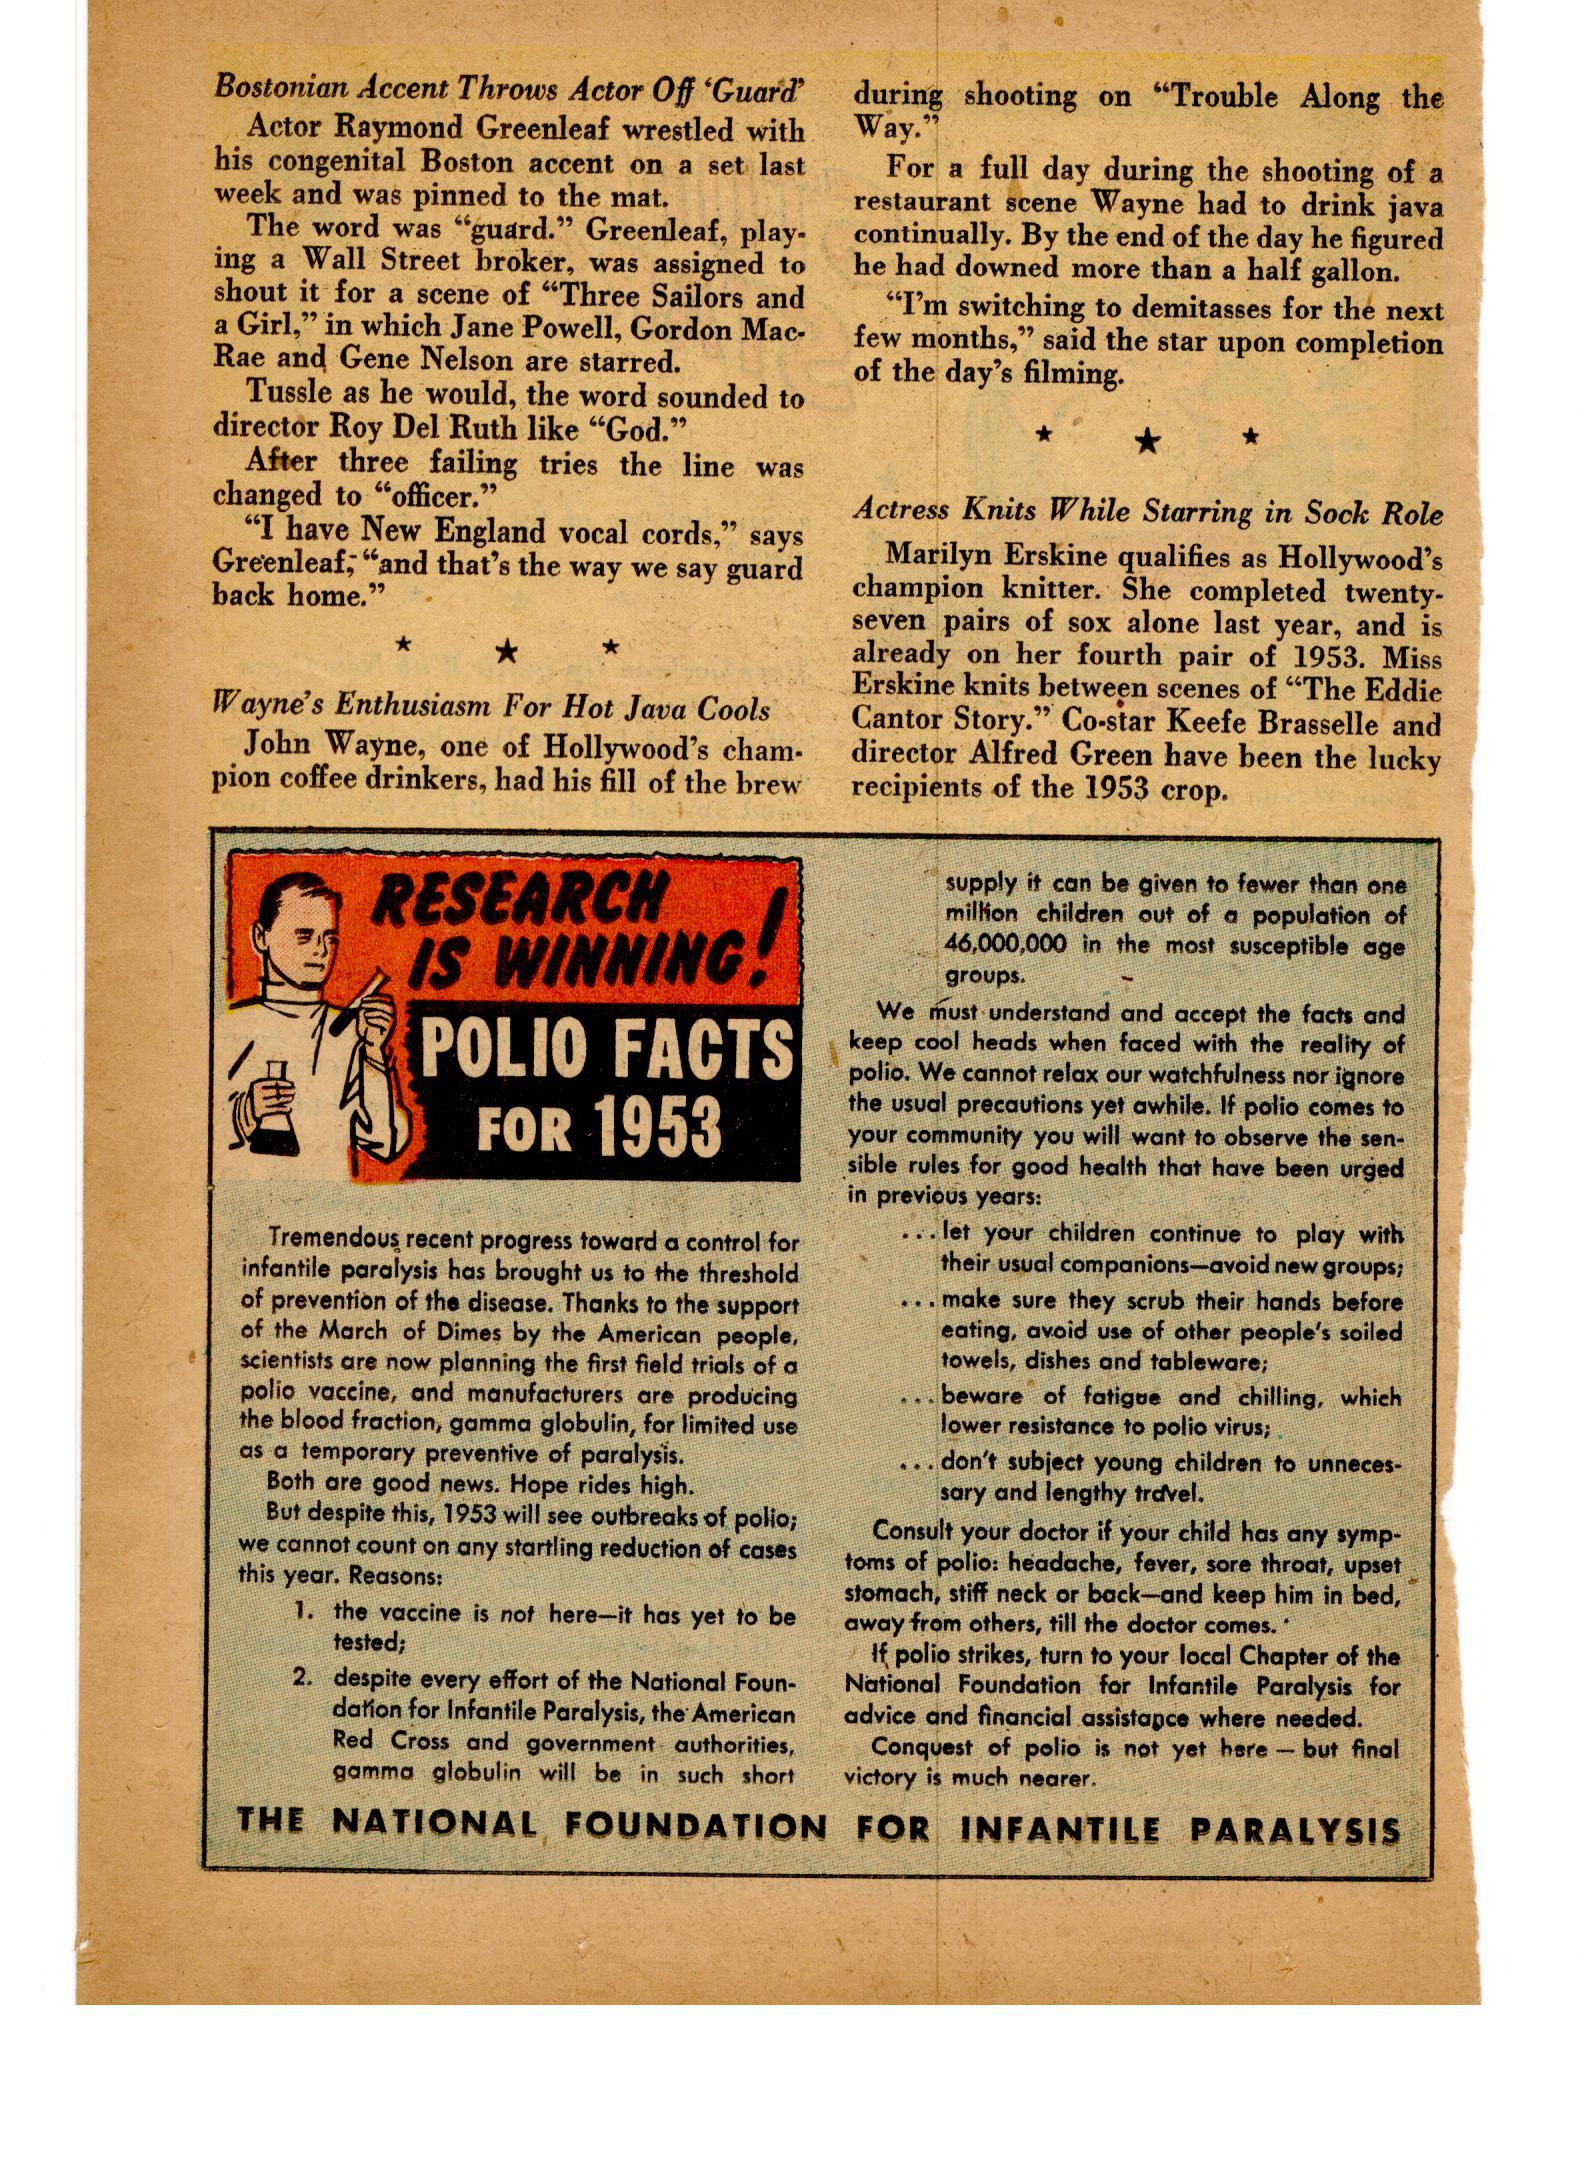 Bostonian Accent Throws Actor Off ‘Guard’
Actor Raymond Greenleaf wrestled with
his congenital Boston accent on a set last
week and was pinned to the mat.
The word was “guard.” Greenleaf, play-
ing a Wall Street broker, was assigned to
shout it for a scene of “Three Sailors and
a Girl,” in which Jane Powell, Gordon Mac-
Rae and Gene Nelson are starred.
Tussle as he would, the word sounded to
director Roy Del Ruth like “God.”
After three failing tries the line was
changed to “officer.”
“I have New England vocal cords,” says
Greenleaf, “and that’s the way we say guard
back home.”
★ ★ ★
Wayne’s Enthusiasm For Hot Java Cools
John Wayne, one of Hollywood’s cham-
pion coffee drinkers, had his fill of the brew
during shooting on “Trouble Along the
Way.”
For a full day during the shooting of a
restaurant scene Wayne had to drink java
continually. By the end of the day he figured
he had downed more than a half gallon.
“I’m switching to demitasses for the next
few months,” said the star upon completion
of the day’s filming.
★ ★ ★
Actress Knits While Starring in Sock Role
Marilyn Erskine qualifies as Hollywood’s
champion knitter. She completed twenty-
seven pairs of sox alone last year, and is
already on her fourth pair of 1953. Miss
Erskine knits between scenes of “The Eddie
Cantor Story.” Co-star Keefe Brasselle and
director Alfred Green have been the lucky
recipients of the 1953 crop.
RESEARCH
IS WINNING!
POLIO FACTS
FOR 1953
Tremendous recent progress toward a control for
infantile paralysis has brought us to the threshold
of prevention of the disease. Thanks to the support
of the March of Dimes by the American people,
scientists are now planning the first field trials of a
polio vaccine, and manufacturers are producing
the blood fraction, gamma globulin, for limited use
as a temporary preventive of paralysis.
Both are good news. Hope rides high.
But despite this, 1953 will see outbreaks of polio;
we cannot count on any startling reduction of cases
this year. Reasons:
1. the vaccine is not here—it has yet to be
tested;
2. despite every effort of the National Foun-
dation for Infantile Paralysis, the American
Red Cross and government authorities,
gamma globulin will be in such short
supply it can be given to fewer than one
million children out of a population of
46,000,000 in the most susceptible age
groups.
We must understand and accept the facts and
keep cool heads when faced with the reality of
polio. We cannot relax our watchfulness nor ignore
the usual precautions yet awhile. If polio comes to
your community you will want to observe the sen-
sible rules for good health that have been urged
in previous years:
...let your children continue to play with
their usual companions—avoid new groups;
...make sure they scrub their hands before
eating, avoid use of other people’s soiled
towels, dishes and tableware;
...beware of fatigue and chilling, which
lower resistance to polio virus;
...don’t subject young children to unneces-
sary and lengthy travel.
Consult your doctor if your child has any symp-
toms of polio: headache, fever, sore throat, upset
stomach, stiff neck or back—and keep him in bed,
away from others, till the doctor comes.
If polio strikes, turn to your local Chapter of the
National Foundation for Infantile Paralysis for
advice and financial assistance where needed.
Conquest of polio is not yet here — but final
victory is much nearer.
THE NATIONAL FOUNDATION FOR INFANTILE PARALYSIS